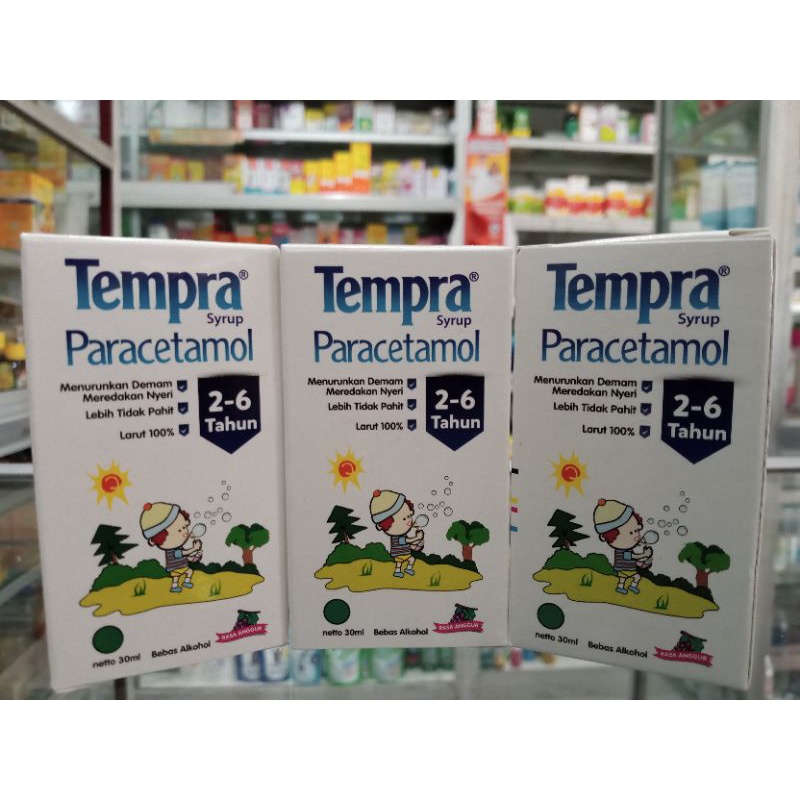 Tempra®
Syrup
Paracetamol
Menurunkan Demam
Meredakan Nyeri
Lebih Tidak Pahit
Larut 100%
2-6
Tahun
netto 30ml Bebas Alkohol
RASA ANGGUR
Tempra®
Syrup
Paracetamol
Menurunkan Demam
Meredakan Nyeri
Lebih Tidak Pahit
Larut 100%
2-6
Tahun
netto 30ml Bebas Alkohol
RASA ANGGUR
Tempra®
Syrup
Paracetamol
Menurunkan Demam
Meredakan Nyeri
Lebih Tidak Pahit
Larut 100%
2-6
Tahun
netto 30ml Bebas Alkohol
RASA ANGGUR